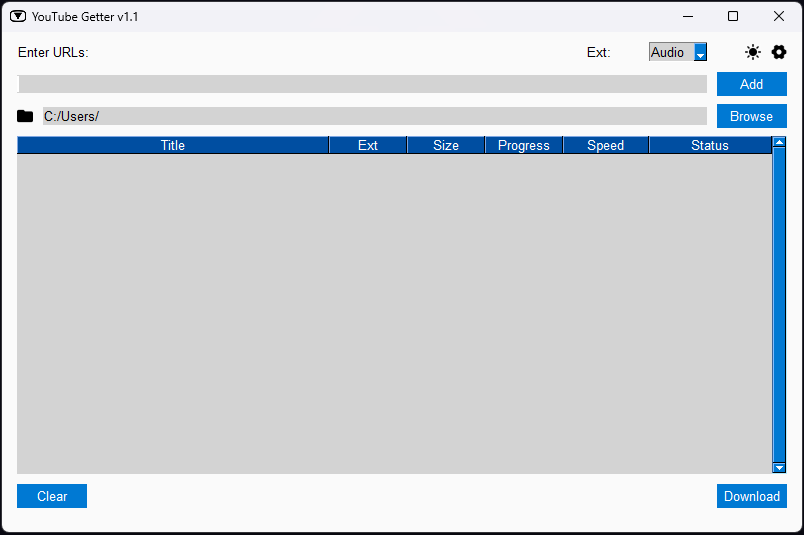 YouTube Getter v1.1
Enter URLs: Ext: Audio
Add
C:/Users/ Browse
Title Ext Size Progress Speed Status
Clear Download